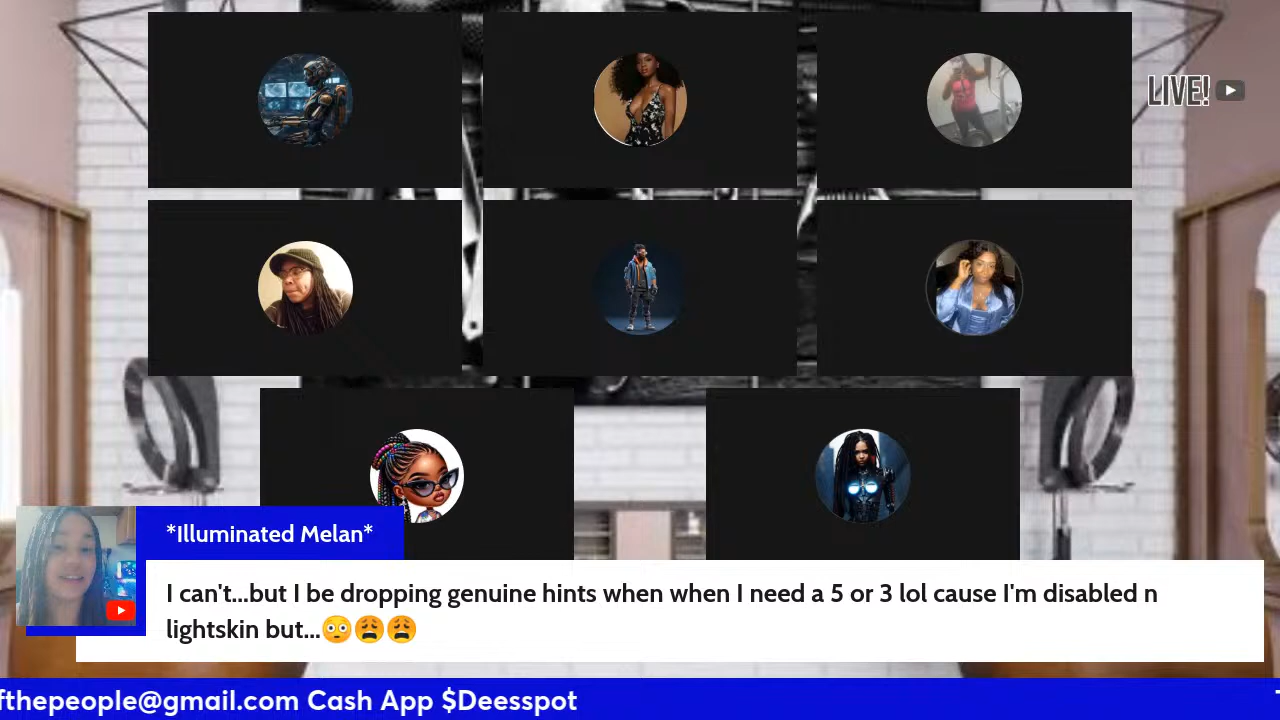 LIVE!
*Illuminated Melan*
I can't...but I be dropping genuine hints when when I need a 5 or 3 lol cause I'm disabled n
lightskin but...😳😩😩
fthepeople@gmail.com Cash App $Deesspot